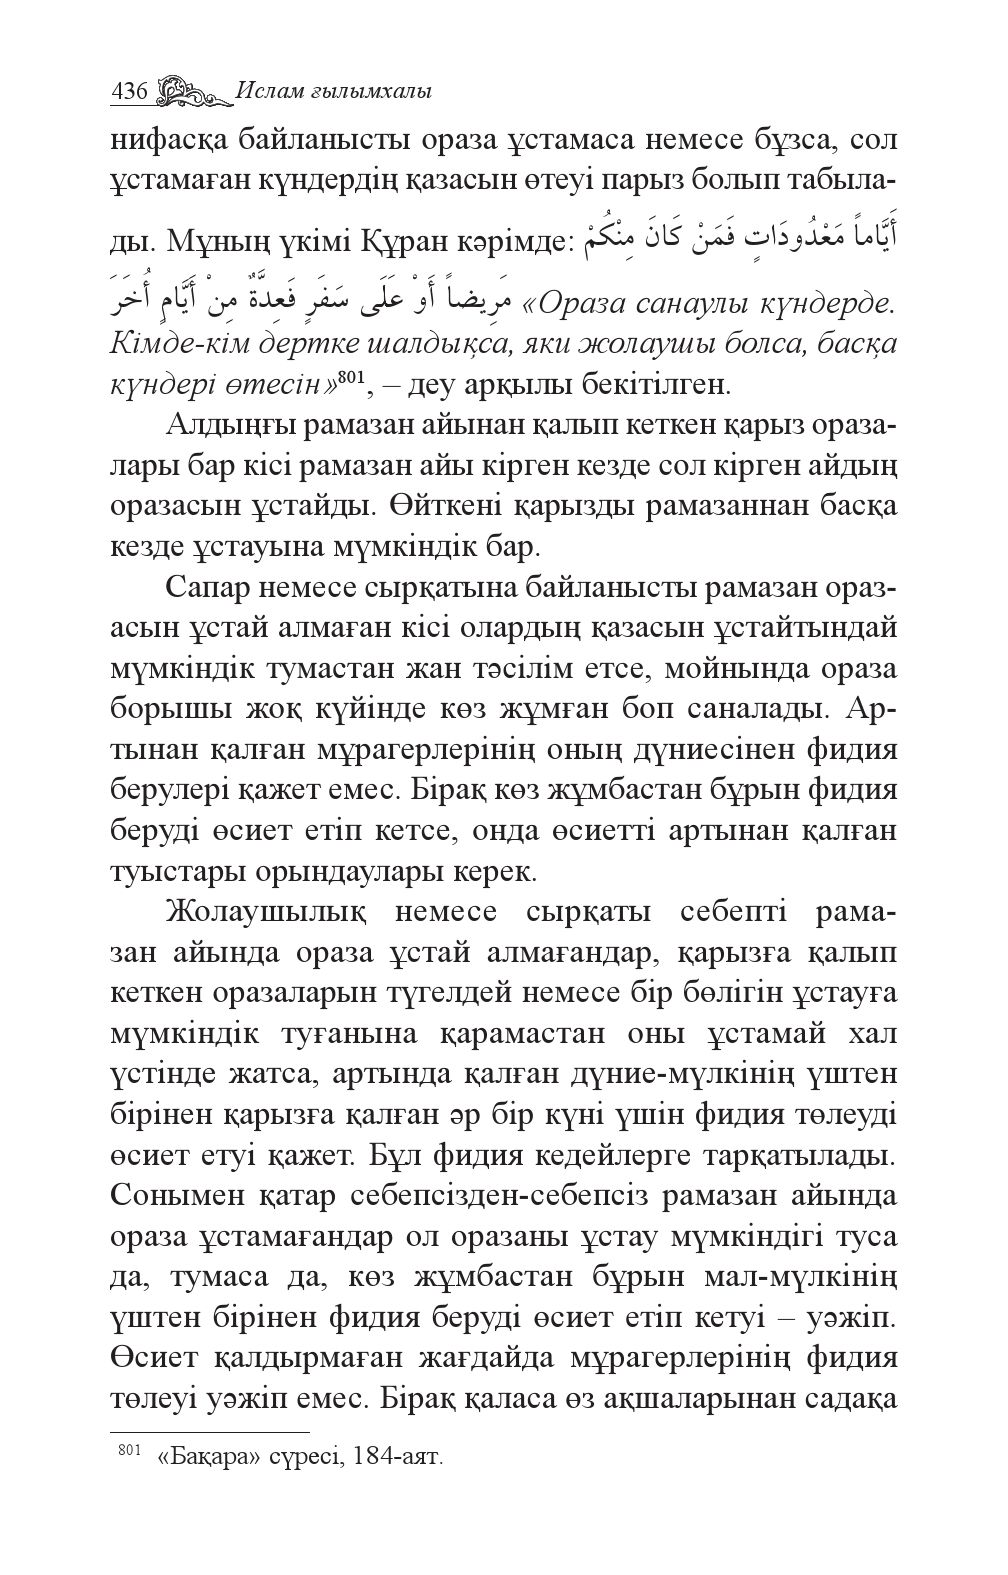 436 Ислам ғылымхалы
нифасқа байланысты ораза ұстамаса немесе бұзса, сол
ұстамаған күндердің қазасын өтеуі парыз болып табыла-
ды. Мұның үкімі Құран кәрімде: أَيَّاماً مَعْدُودَاتٍ فَمَنْ كَانَ مِنْكُمْ
مَرِيضاً أَوْ عَلَى سَفَرٍ فَعِدَّةٌ مِنْ أَيَّامٍ أُخَرَ «Ораза санаулы күндерде.
Кімде-кім дертке шалдықса, яки жолаушы болса, басқа
күндері өтесін»801, – деу арқылы бекітілген.
Алдыңғы рамазан айынан қалып кеткен қарыз ораза-
лары бар кісі рамазан айы кірген кезде сол кірген айдың
оразасын ұстайды. Өйткені қарызды рамазаннан басқа
кезде ұстауына мүмкіндік бар.
Сапар немесе сырқатына байланысты рамазан ораз-
асын ұстай алмаған кісі олардың қазасын ұстайтындай
мүмкіндік тумастан жан тәсілім етсе, мойнында ораза
борышы жоқ күйінде көз жұмған боп саналады. Ар-
тынан қалған мұрагерлерінің оның дүниесінен фидия
берулері қажет емес. Бірақ көз жұмбастан бұрын фидия
беруді өсиет етіп кетсе, онда өсиетті артынан қалған
туыстары орындаулары керек.
Жолаушылық немесе сырқаты себепті рама-
зан айында ораза ұстай алмағандар, қарызға қалып
кеткен оразаларын түгелдей немесе бір бөлігін ұстауға
мүмкіндік туғанына қарамастан оны ұстамай хал
үстінде жатса, артында қалған дүние-мүлкінің үштен
бірінен қарызға қалған әр бір күні үшін фидия төлеуді
өсиет етуі қажет. Бұл фидия кедейлерге тарқатылады.
Сонымен қатар себепсізден-себепсіз рамазан айында
ораза ұстамағандар ол оразаны ұстау мүмкіндігі туса
да, тумаса да, көз жұмбастан бұрын мал-мүлкінің
үштен бірінен фидия беруді өсиет етіп кетуі – уәжіп.
Өсиет қалдырмаған жағдайда мұрагерлерінің фидия
төлеуі уәжіп емес. Бірақ қаласа өз ақшаларынан садақа
801 «Бақара» сүресі, 184-аят.